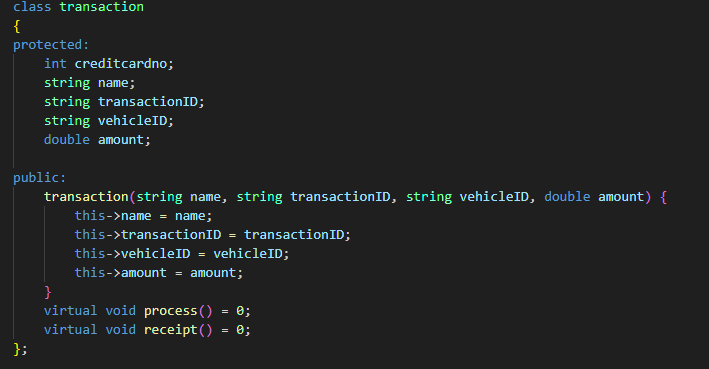 class transaction
{
protected:
    int creditcardno;
    string name;
    string transactionID;
    string vehicleID;
    double amount;

public:
    transaction(string name, string transactionID, string vehicleID, double amount) {
        this->name = name;
        this->transactionID = transactionID;
        this->vehicleID = vehicleID;
        this->amount = amount;
    }
    virtual void process() = 0;
    virtual void receipt() = 0;
};